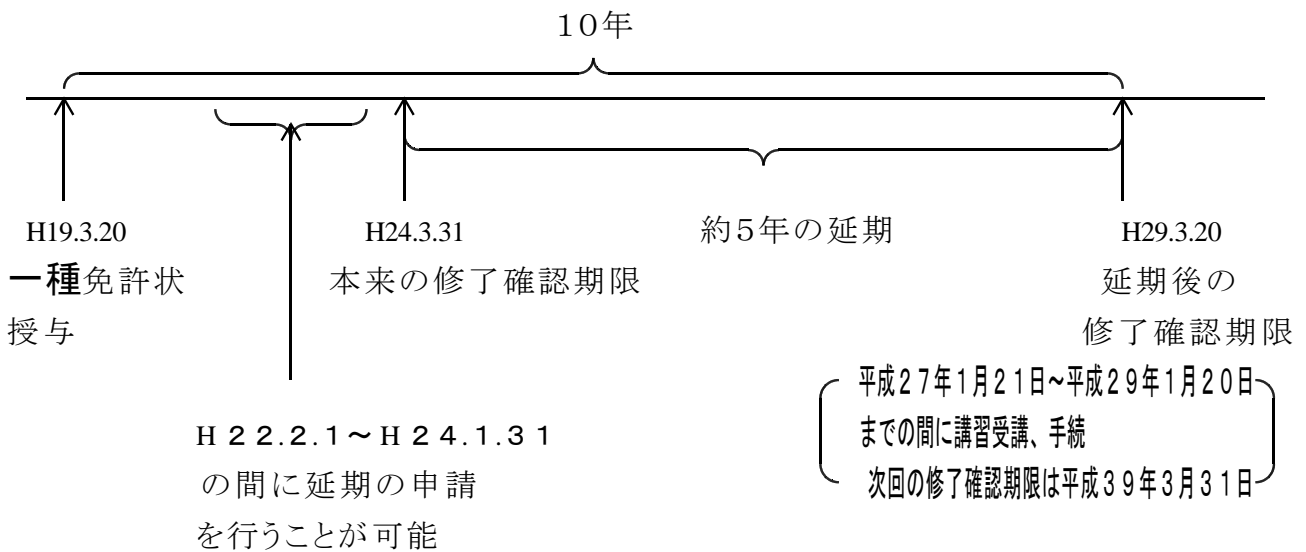 10年
H19.3.20
一種免許状
授与
H24.3.31
本来の修了確認期限
約5年の延期
H29.3.20
延期後の
修了確認期限
平成27年1月21日～平成29年1月20日
までの間に講習受講、手続
次回の修了確認期限は平成39年3月31日
H22.2.1～H24.1.31
の間に延期の申請
を行うことが可能